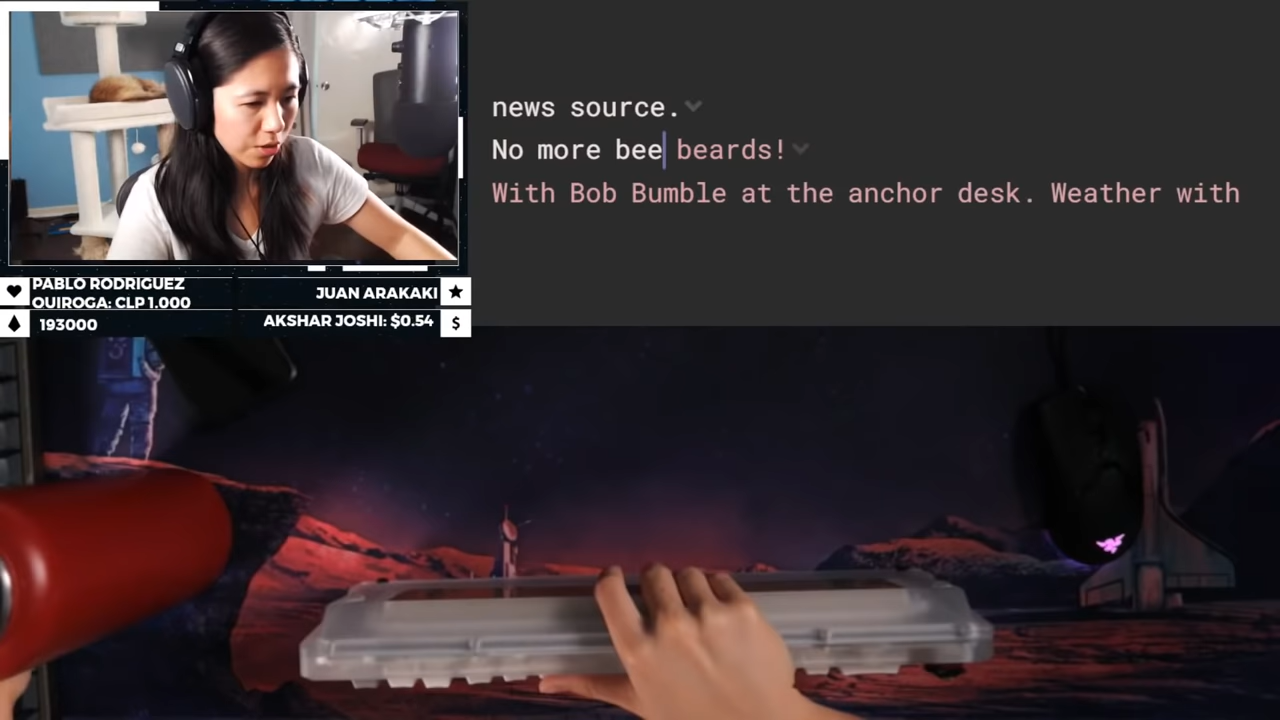 news source.
No more bee beards!
With Bob Bumble at the anchor desk. Weather with
PABLO RODRIGUEZ
QUIROGA: CLP 1.000
JUAN ARAKAKI
193000
AKSHAR JOSHI: $0.54
$